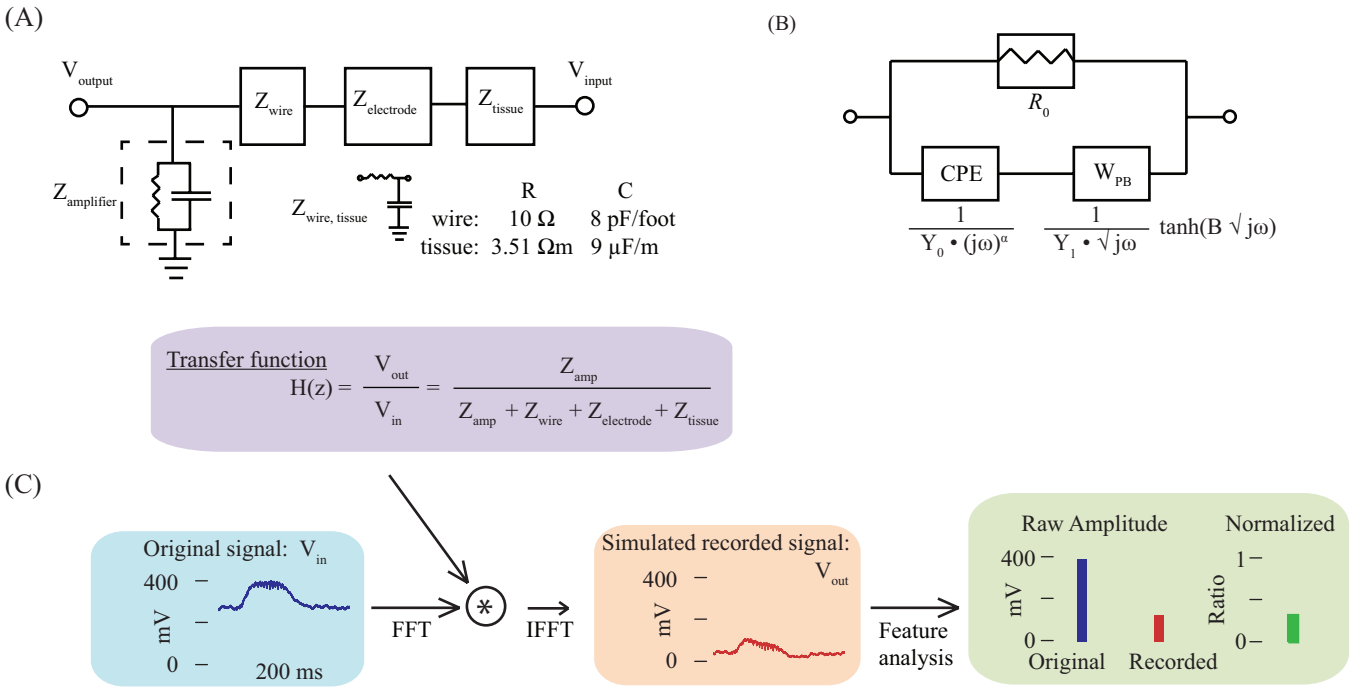 (A)
V_output
Z_wire
Z_electrode
Z_tissue
V_input
Z_amplifier
Z_wire, tissue
R C
wire: 10 Ω 8 pF/foot
tissue: 3.51 Ωm 9 µF/m
(B)
R_0
CPE
W_PB
1
Y_0 • (jω)^α
1
Y_1 • √ jω
tanh(B √ jω)
Transfer function
H(z) = V_out / V_in = Z_amp / Z_amp + Z_wire + Z_electrode + Z_tissue
(C)
Original signal: V_in
400
mV
0
200 ms
FFT
*
IFFT
Simulated recorded signal:
V_out
400
mV
0
Feature
analysis
Raw Amplitude
400
mV
0
Original Recorded
Normalized
1
Ratio
0